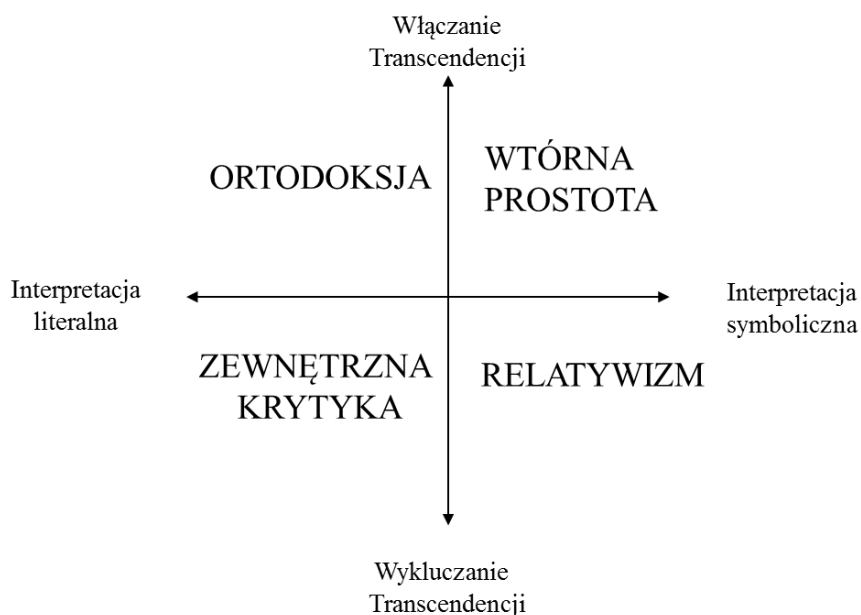 Włączanie
Transcendencji
ORTODOKSJA
WTÓRNA
PROSTOTA
Interpretacja
literalna
Interpretacja
symboliczna
ZEWNĘTRZNA
KRYTYKA
RELATYWIZM
Wykluczanie
Transcendencji